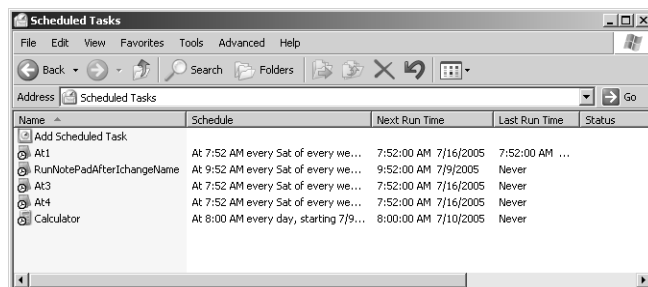 Scheduled Tasks
File Edit View Favorites Tools Advanced Help
Back Search Folders
Address Scheduled Tasks Go
Name Schedule Next Run Time Last Run Time Status
Add Scheduled Task
At1 At 7:52 AM every Sat of every we... 7:52:00 AM 7/16/2005 7:52:00 AM ...
RunNotePadAfterIchangeName At 9:52 AM every Sat of every we... 9:52:00 AM 7/9/2005 Never
At3 At 7:52 AM every Sat of every we... 7:52:00 AM 7/16/2005 Never
At4 At 7:52 AM every Sat of every we... 7:52:00 AM 7/16/2005 Never
Calculator At 8:00 AM every day, starting 7/9... 8:00:00 AM 7/10/2005 Never